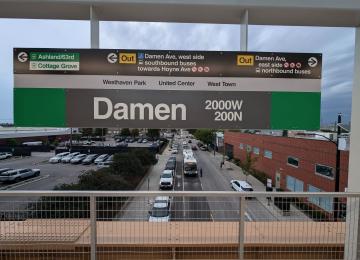 Ashland/63rd
Cottage Grove
Out
Damen Ave, west side
southbound buses
towards Hoyne Ave
Out
Damen Ave,
east side
northbound buses
Westhaven Park United Center West Town
Damen
2000W
200N